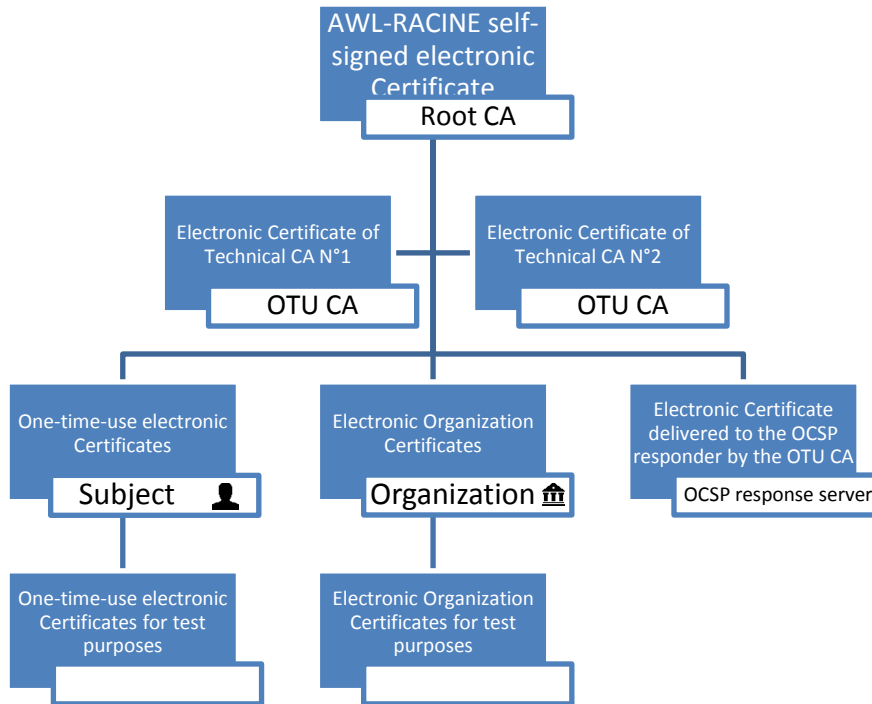 AWL-RACINE self-
signed electronic
Certificate
Root CA
Electronic Certificate of
Technical CA N°1
OTU CA
Electronic Certificate of
Technical CA N°2
OTU CA
One-time-use electronic
Certificates
Subject
Electronic Organization
Certificates
Organization
Electronic Certificate
delivered to the OCSP
responder by the OTU CA
OCSP response server
One-time-use electronic
Certificates for test
purposes
Electronic Organization
Certificates for test
purposes